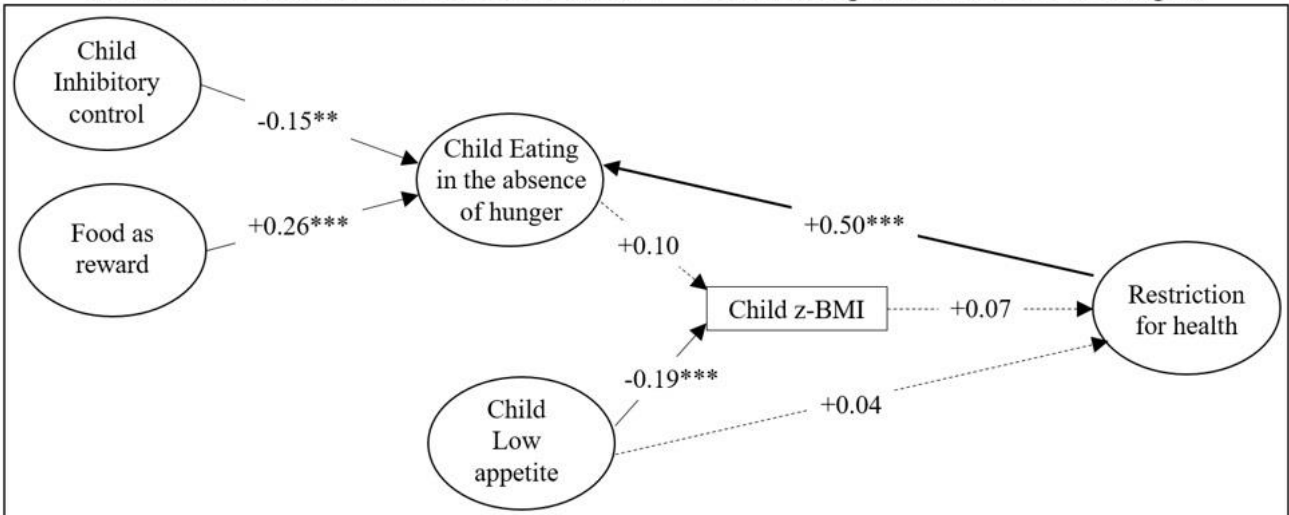 Child
Inhibitory
control
-0.15**
Food as
reward
+0.26***
Child Eating
in the absence
of hunger
+0.50***
+0.10
Child z-BMI
+0.07
Restriction
for health
-0.19***
+0.04
Child
Low
appetite